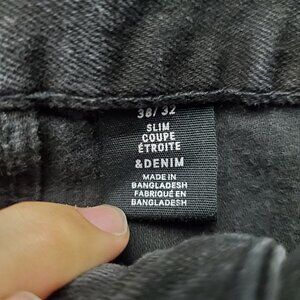 38/32
SLIM
COUPE
ÉTROITE
&DENIM
MADE IN
BANGLADESH
FABRIQUÉ EN
BANGLADESH